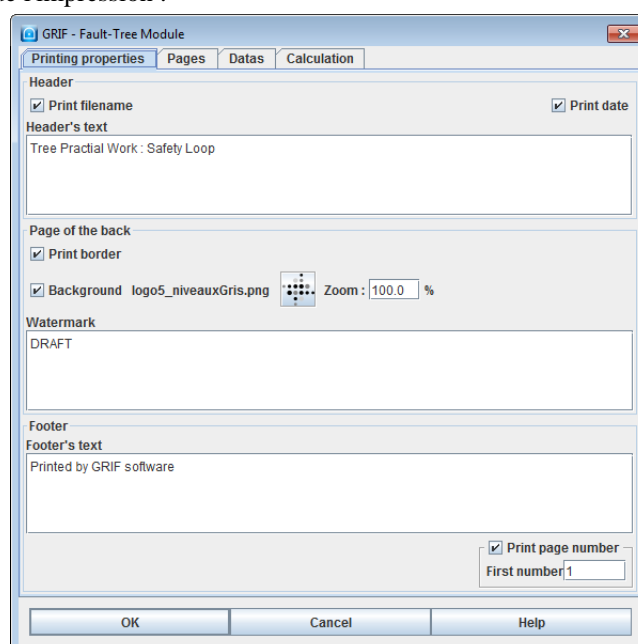 l'impression :
GRIF - Fault-Tree Module
Printing properties Pages Datas Calculation
Header
Print filename Print date
Header's text
Tree Practial Work : Safety Loop
Page of the back
Print border
Background logo5_niveauxGris.png Zoom : 100.0 %
Watermark
DRAFT
Footer
Footer's text
Printed by GRIF software
Print page number
First number 1
OK Cancel Help